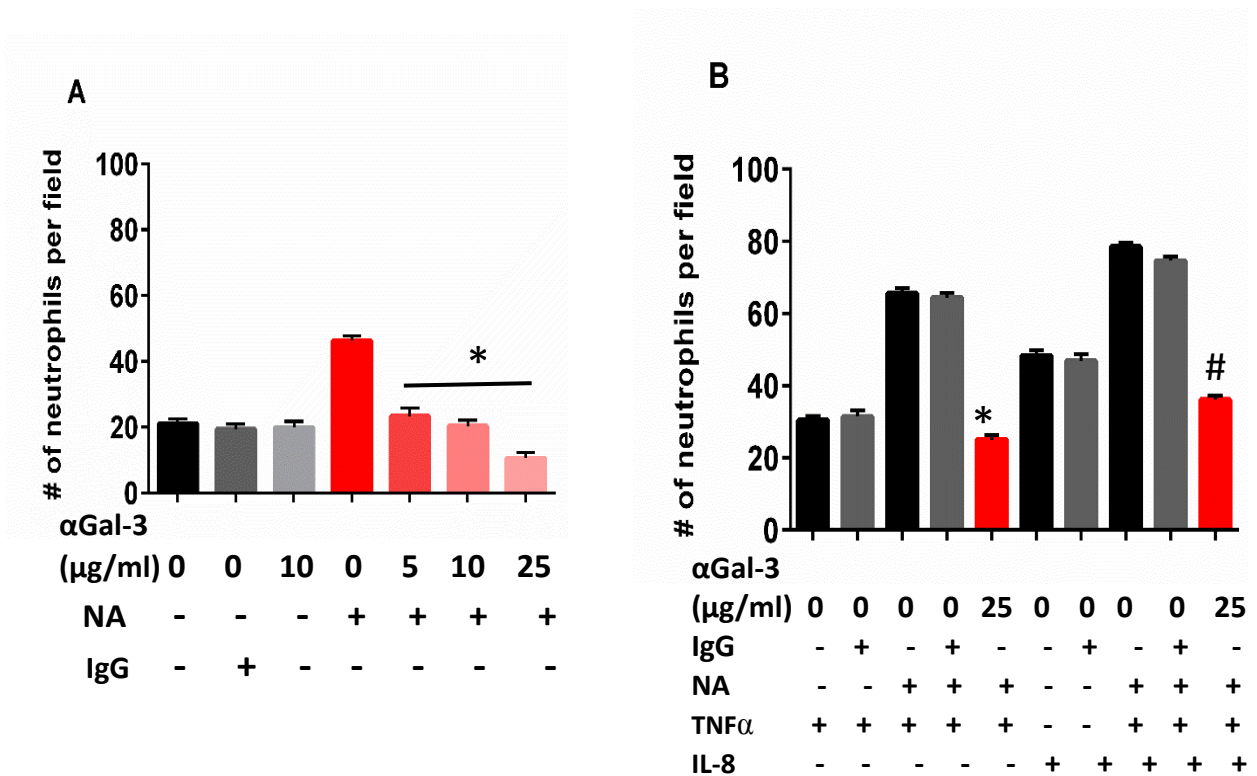 A
# of neutrophils per field
100
80
60
40
20
0
*
αGal-3
(µg/ml) 0 0 10 0 5 10 25
NA - - - + + + +
IgG - + - - - - -
B
# of neutrophils per field
100
80
60
40
20
0
*
#
αGal-3
(µg/ml) 0 0 0 0 25 0 0 0 0 25
IgG - + - + - - + - + -
NA - - + + + - - + + +
TNFα + + + + + - - + + +
IL-8 - - - - - + + + + +